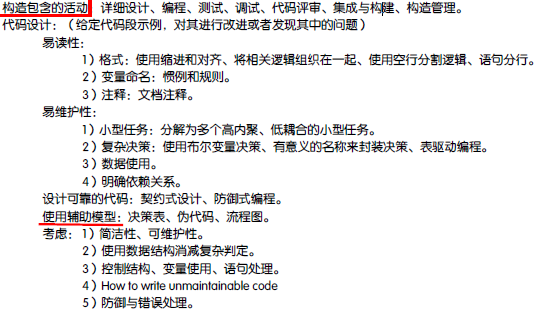 构造包含的活动 详细设计、编程、测试、调试、代码评审、集成与构建、构造管理。
代码设计：（给定代码段示例，对其进行改进或者发现其中的问题）
易读性：
1）格式：使用缩进和对齐、将相关逻辑组织在一起、使用空行分割逻辑、语句分行。
2）变量命名：惯例和规则。
3）注释：文档注释。
易维护性：
1）小型任务：分解为多个高内聚、低耦合的小型任务。
2）复杂决策：使用布尔变量决策、有意义的名称来封装决策、表驱动编程。
3）数据使用。
4）明确依赖关系。
设计可靠的代码：契约式设计、防御式编程。
使用辅助模型：决策表、伪代码、流程图。
考虑：1）简洁性、可维护性。
2）使用数据结构消减复杂判定。
3）控制结构、变量使用、语句处理。
4）How to write unmaintainable code
5）防御与错误处理。